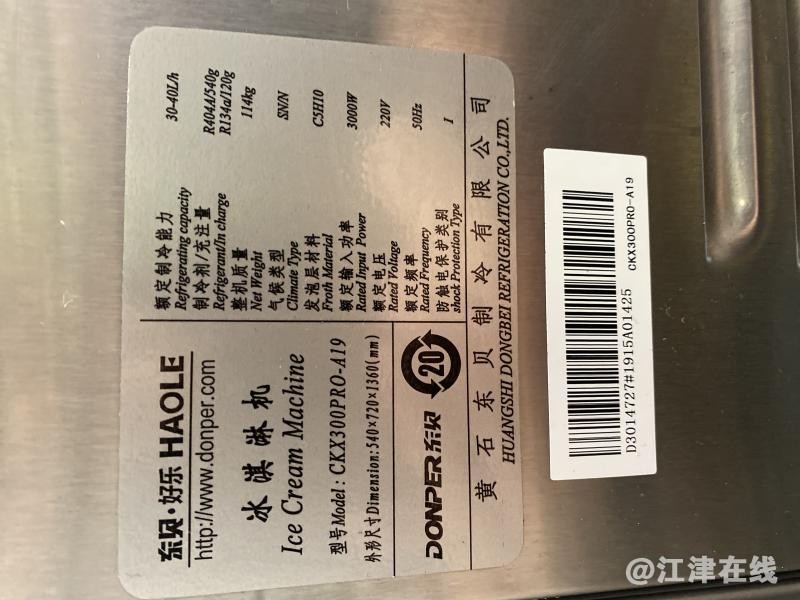 东贝·好乐 HAOLE
http://www.donper.com
冰淇淋机
Ice Cream Machine
型号Model: CKX300PRO-A19
外形尺寸Dimension: 540×720×1360(mm)
DONPER东贝
20
额定制冷能力 30-40L/h
Refrigerating capacity
制冷剂/充注量 R404A/540g
Refrigerant/In charge R134a/120g
整机质量 114kg
Net Weight
气候类型 SN/N
Climate Type
发泡层材料 C5H10
Froth Material
额定输入功率 3000W
Rated Input Power
额定电压 220V
Rated Voltage
额定频率 50Hz
Rated Frequency
防触电保护类别 I
shock Protection Type
黄石东贝制冷有限公司
HUANGSHI DONGBEI REFRIGERATION CO.,LTD.
D3014727#1915A01425 CKX300PRO-A19
@江津在线